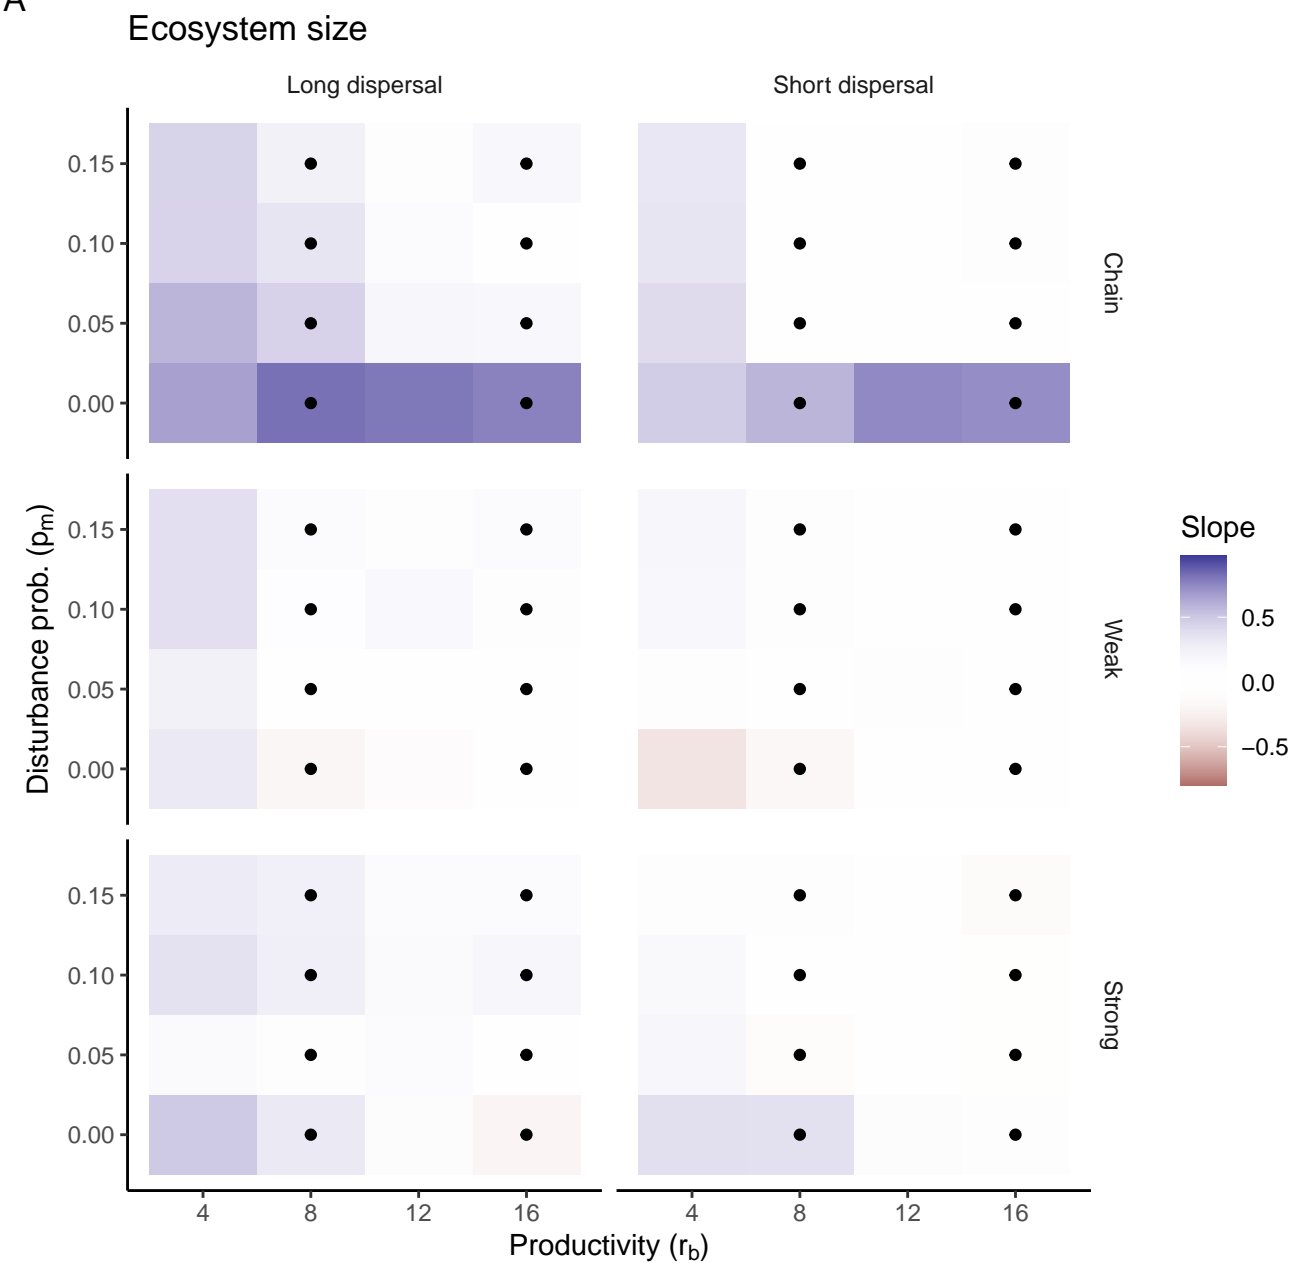 A
Ecosystem size
Long dispersal
Short dispersal
0.15
0.10
0.05
0.00
Chain
0.15
0.10
0.05
0.00
Weak
0.15
0.10
0.05
0.00
Strong
Disturbance prob. (pm)
4 8 12 16
4 8 12 16
Productivity (rb)
Slope
0.5
0.0
−0.5